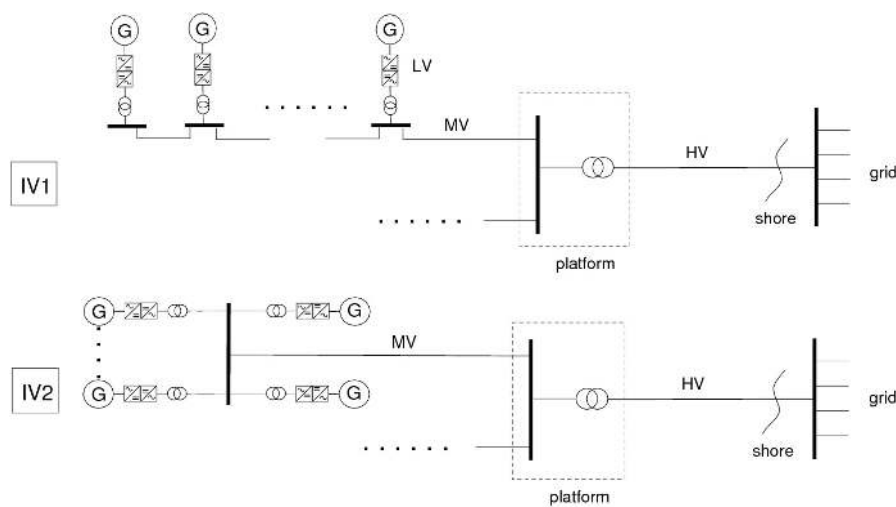 G G G
LV
MV
HV
IV1
grid
shore
platform
G G
MV
HV
G G
IV2
grid
shore
platform